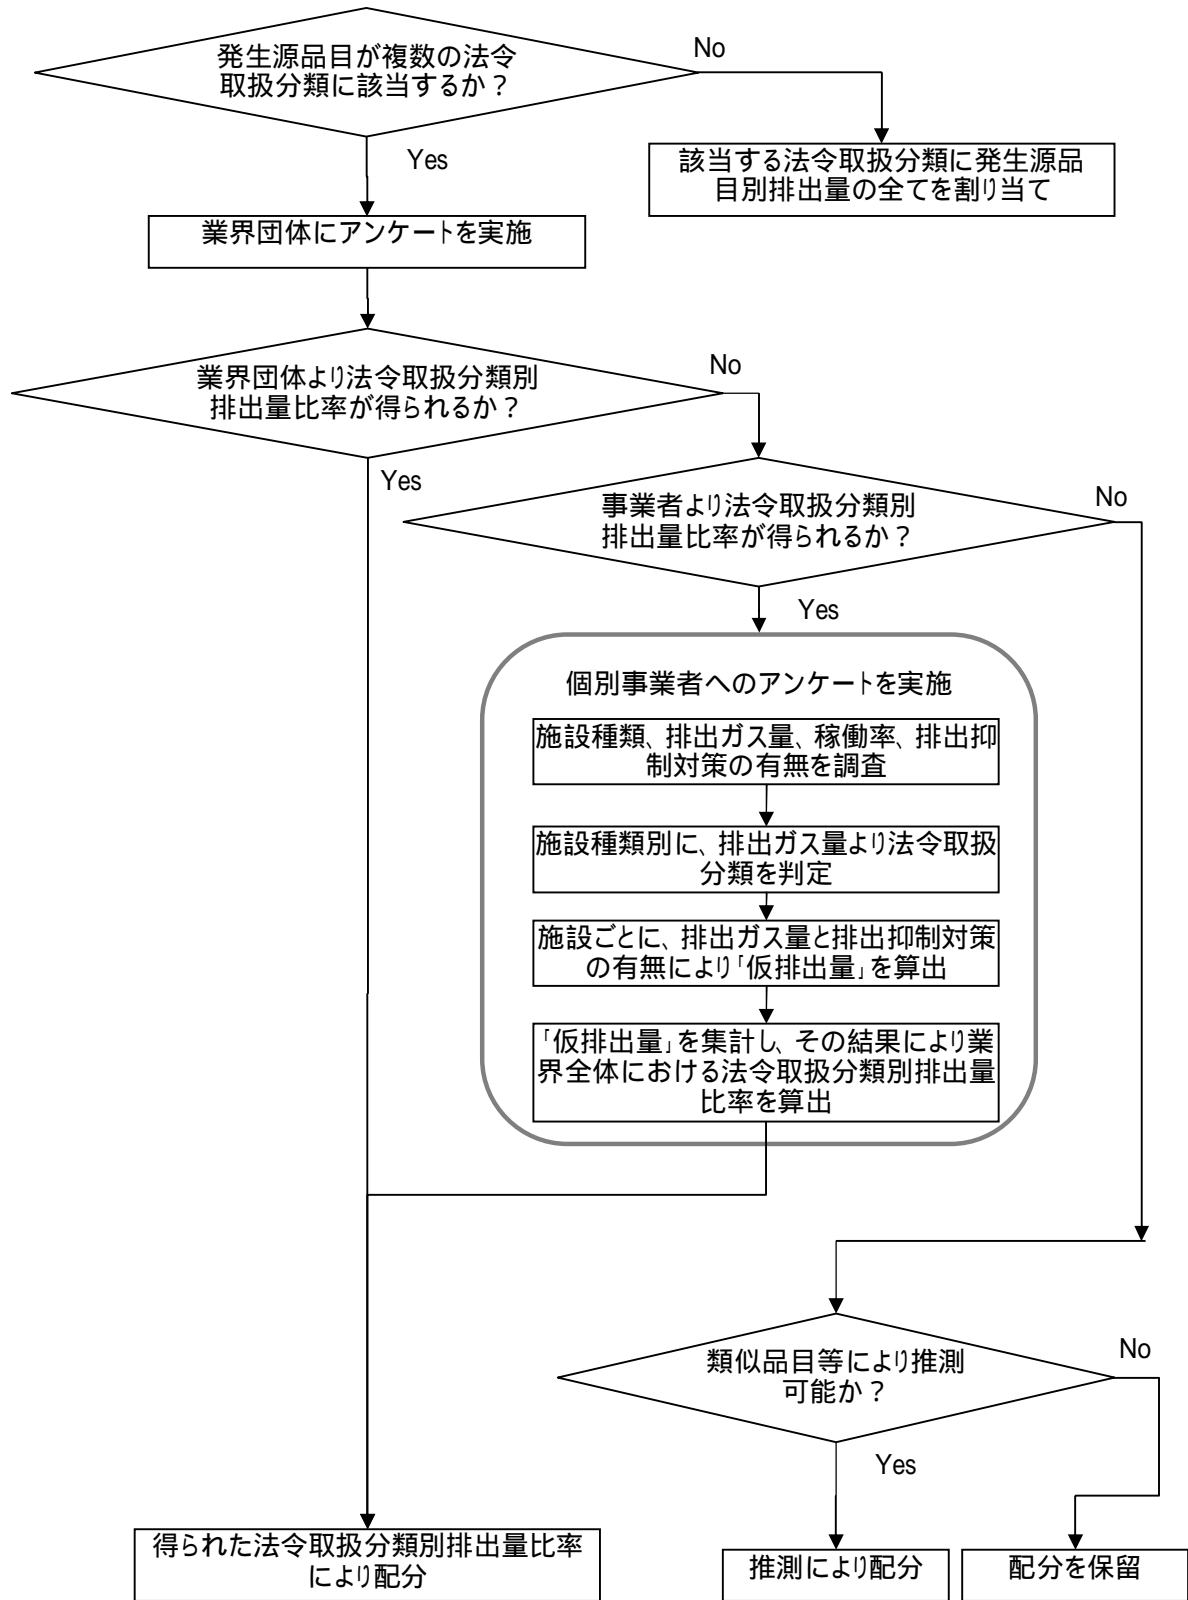 発生源品目が複数の法令
取扱分類に該当するか？
No
Yes
該当する法令取扱分類に発生源品
目別排出量の全てを割り当て
業界団体にアンケートを実施
業界団体より法令取扱分類別
排出量比率が得られるか？
No
Yes
事業者より法令取扱分類別
排出量比率が得られるか？
No
Yes
個別事業者へのアンケートを実施
施設種類、排出ガス量、稼働率、排出抑
制対策の有無を調査
施設種類別に、排出ガス量より法令取扱
分類を判定
施設ごとに、排出ガス量と排出抑制対策
の有無により「仮排出量」を算出
「仮排出量」を集計し、その結果により業
界全体における法令取扱分類別排出量
比率を算出
類似品目等により推測
可能か？
No
Yes
得られた法令取扱分類別排出量比率
により配分
推測により配分
配分を保留